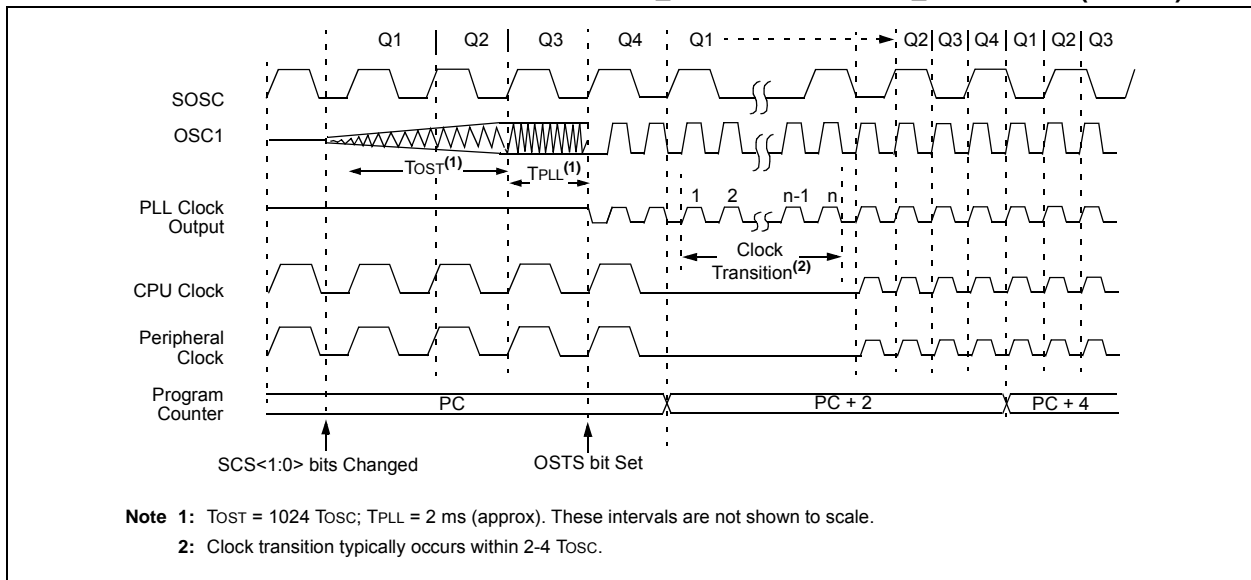 Q1 Q2 Q3 Q4 Q1 Q2 Q3 Q4 Q1 Q2 Q3
SOSC
OSC1
TOST(1) TPLL(1)
1 2 n-1 n
PLL Clock
Output
Clock
Transition(2)
CPU Clock
Peripheral
Clock
Program
Counter
PC PC + 2 PC + 4
SCS<1:0> bits Changed OSTS bit Set
Note 1: TOST = 1024 TOSC; TPLL = 2 ms (approx). These intervals are not shown to scale.
2: Clock transition typically occurs within 2-4 TOSC.